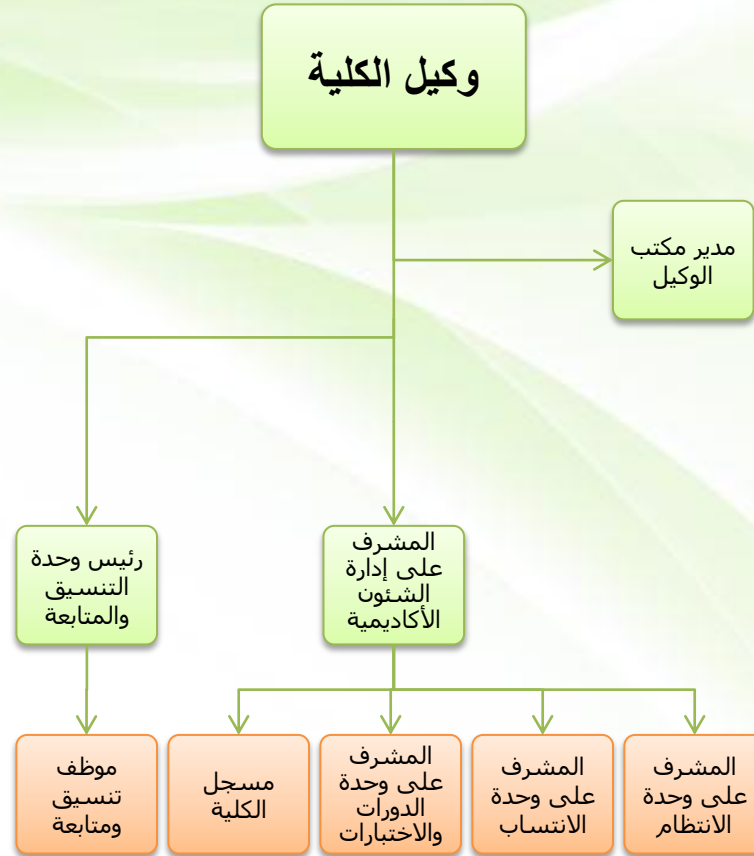 وكيل الكلية
مدير مكتب
الوكيل
المشرف
على إدارة
الشئون
الأكاديمية
رئيس وحدة
التنسيق
والمتابعة
المشرف
على وحدة
الانتظام
المشرف
على وحدة
الانتساب
المشرف
على وحدة
الدورات
والاختبارات
مسجل
الكلية
موظف
تنسيق
ومتابعة